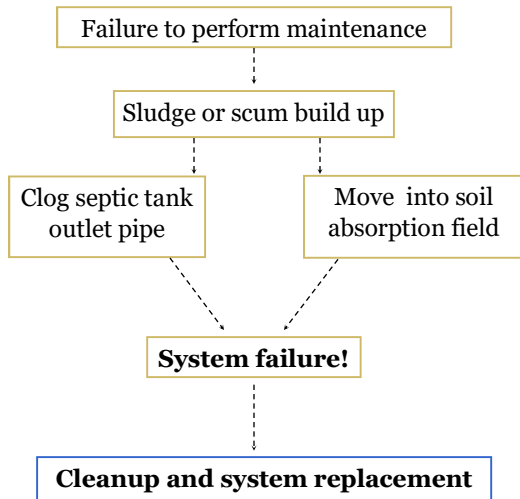 Failure to perform maintenance
Sludge or scum build up
Clog septic tank
outlet pipe
Move into soil
absorption field
System failure!
Cleanup and system replacement